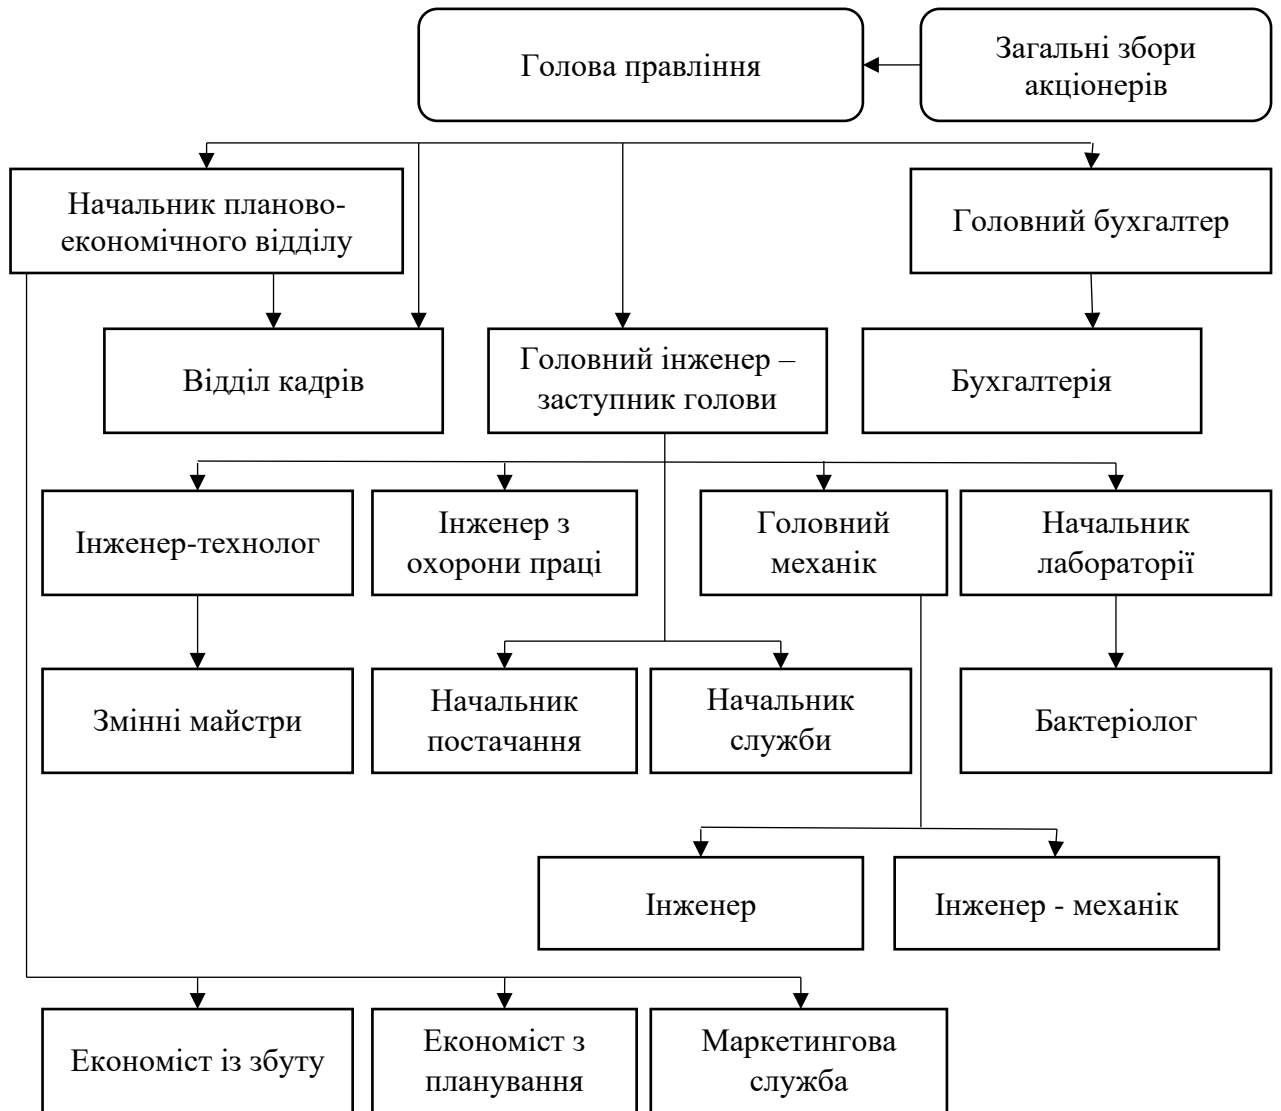 Голова правління
Загальні збори
акціонерів
Начальник планово-
економічного відділу
Головний бухгалтер
Відділ кадрів
Головний інженер –
заступник голови
Бухгалтерія
Інженер-технолог
Інженер з
охорони праці
Головний
механік
Начальник
лабораторії
Змінні майстри
Начальник
постачання
Начальник
служби
Бактеріолог
Інженер
Інженер - механік
Економіст із збуту
Економіст з
планування
Маркетингова
служба